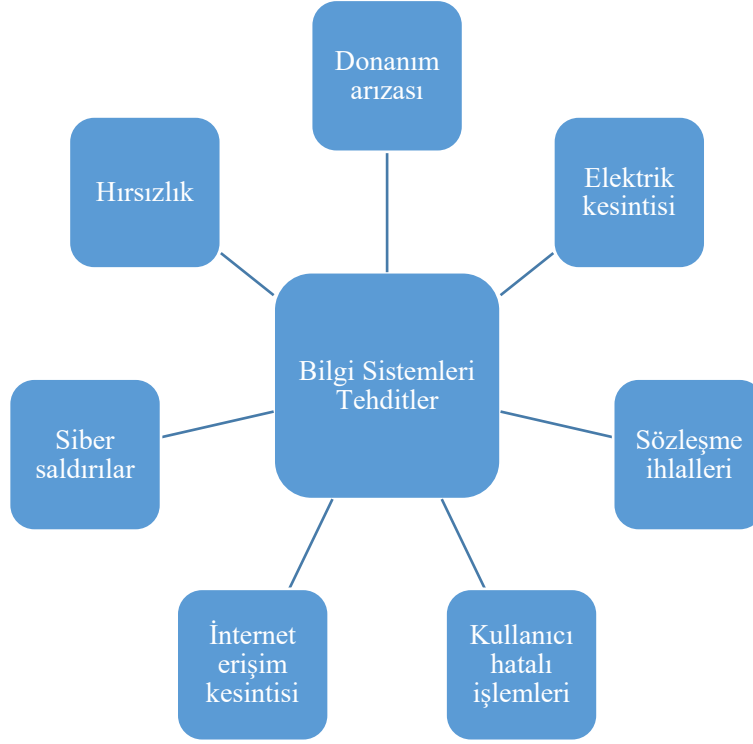 Donanım
arızası
Elektrik
kesintisi
Sözleşme
ihlalleri
Kullanıcı
hatalı
işlemleri
İnternet
erişim
kesintisi
Siber
saldırılar
Hırsızlık
Bilgi Sistemleri
Tehditler